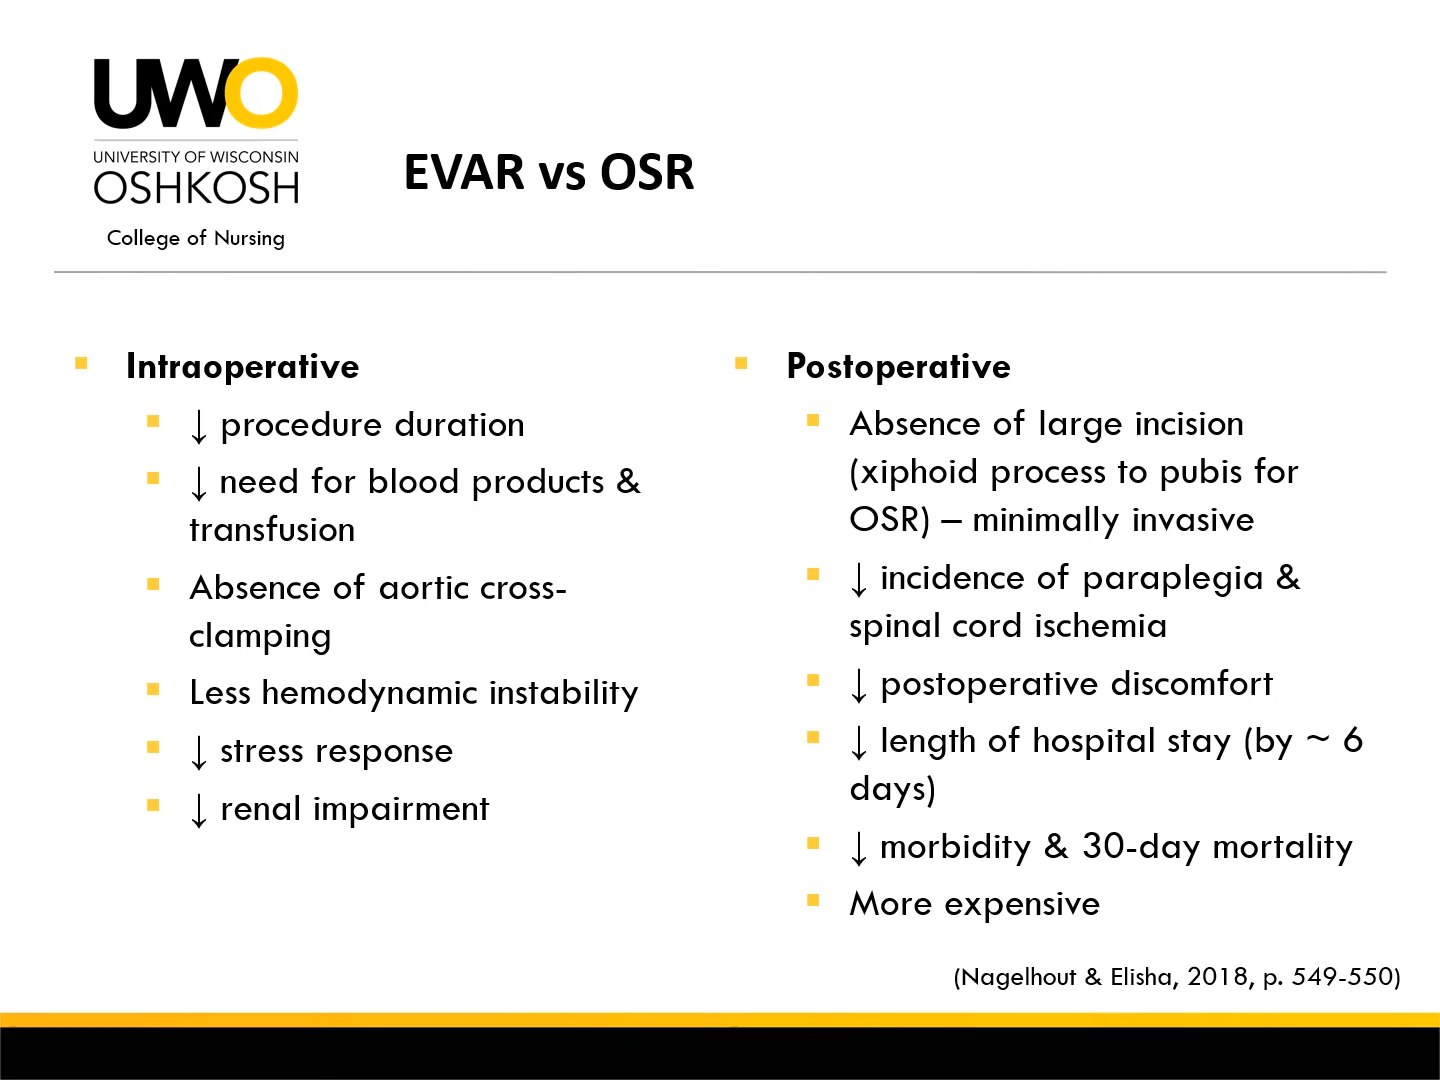 UWO
UNIVERSITY OF WISCONSIN
OSHKOSH
College of Nursing
EVAR vs OSR
▪ Intraoperative
▪ ↓ procedure duration
▪ ↓ need for blood products &
transfusion
▪ Absence of aortic cross-
clamping
▪ Less hemodynamic instability
▪ ↓ stress response
▪ ↓ renal impairment
▪ Postoperative
▪ Absence of large incision
(xiphoid process to pubis for
OSR) – minimally invasive
▪ ↓ incidence of paraplegia &
spinal cord ischemia
▪ ↓ postoperative discomfort
▪ ↓ length of hospital stay (by ~ 6
days)
▪ ↓ morbidity & 30-day mortality
▪ More expensive
(Nagelhout & Elisha, 2018, p. 549-550)